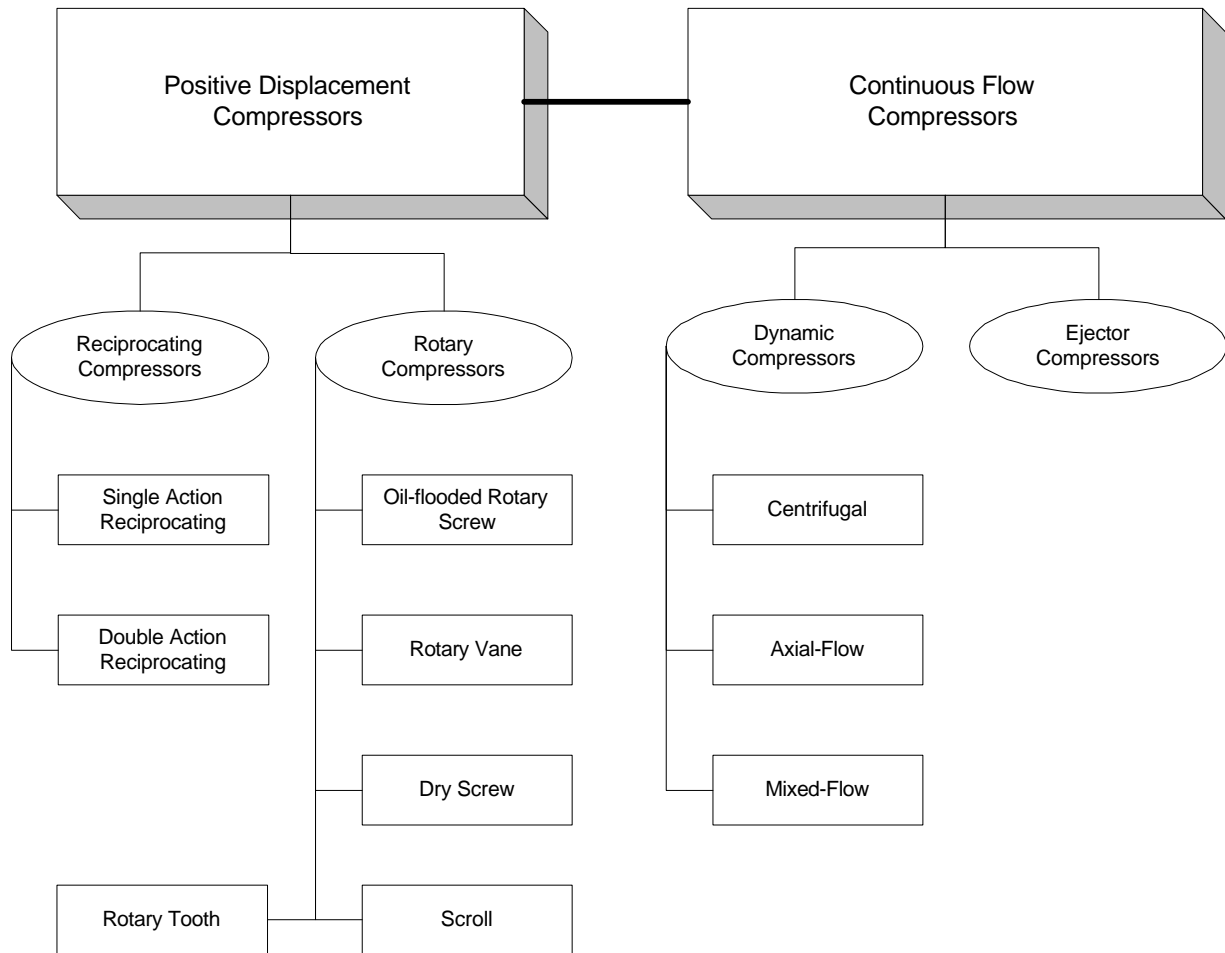 Positive Displacement
Compressors
Continuous Flow
Compressors
Reciprocating
Compressors
Rotary
Compressors
Dynamic
Compressors
Ejector
Compressors
Single Action
Reciprocating
Oil-flooded Rotary
Screw
Centrifugal
Double Action
Reciprocating
Rotary Vane
Axial-Flow
Dry Screw
Mixed-Flow
Rotary Tooth
Scroll